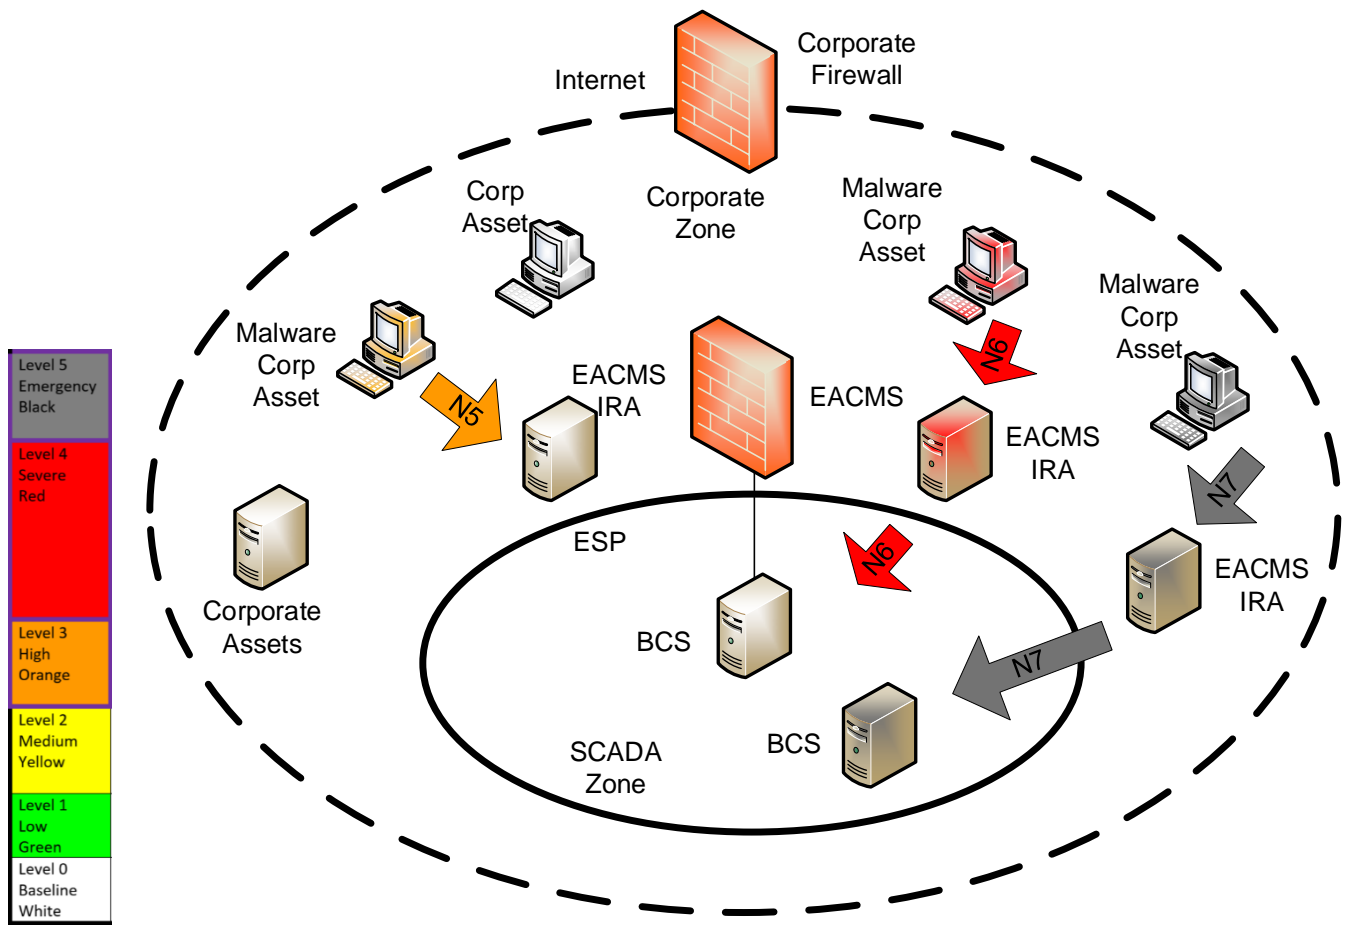 Corporate
Firewall
Internet
Corporate
Zone
Corp
Asset
Malware
Corp
Asset
Malware
Corp
Asset
Malware
Corp
Asset
N5
EACMS
IRA
EACMS
N6
EACMS
IRA
N7
ESP
N6
EACMS
IRA
Corporate
Assets
BCS
N7
BCS
SCADA
Zone
Level 5
Emergency
Black
Level 4
Severe
Red
Level 3
High
Orange
Level 2
Medium
Yellow
Level 1
Low
Green
Level 0
Baseline
White